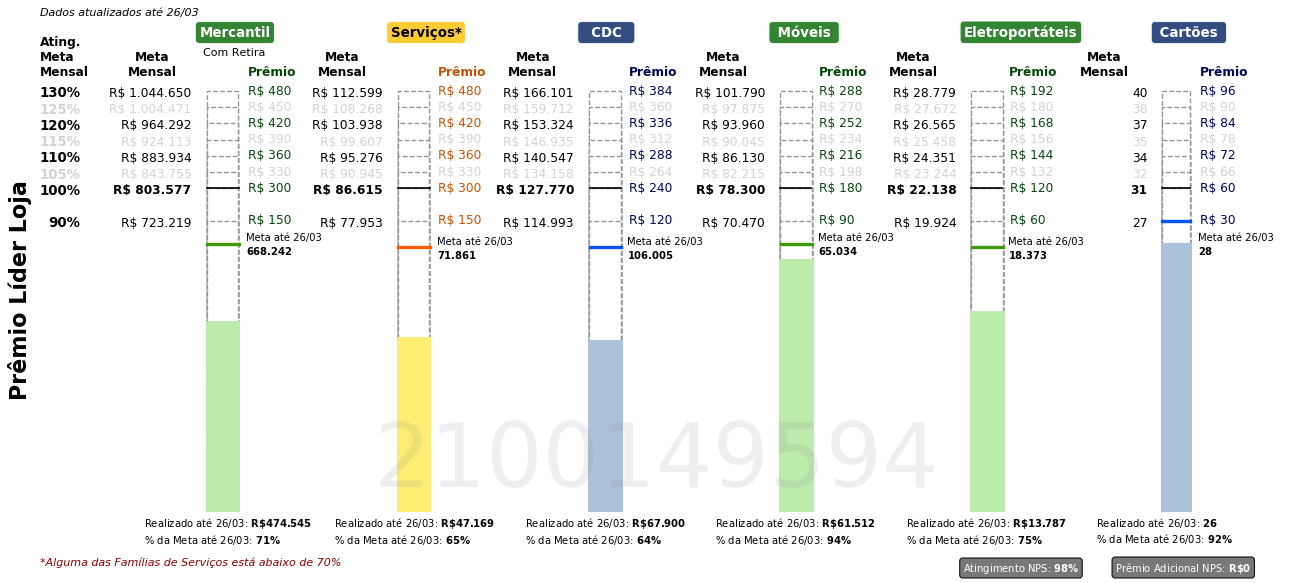 Dados atualizados até 26/03
Mercantil Serviços* CDC Móveis Eletroportáteis Cartões
Com Retira
Ating. Meta Mensal
Meta Mensal Prêmio Meta Mensal Prêmio Meta Mensal Prêmio Meta Mensal Prêmio Meta Mensal Prêmio Meta Mensal Prêmio
130% R$ 1.044.650 R$ 480 R$ 112.599 R$ 480 R$ 166.101 R$ 384 R$ 101.790 R$ 288 R$ 28.779 R$ 192 40 R$ 96
125% R$ 1.004.471 R$ 450 R$ 108.268 R$ 450 R$ 159.712 R$ 360 R$ 97.875 R$ 270 R$ 27.672 R$ 180 38 R$ 90
120% R$ 964.292 R$ 420 R$ 103.938 R$ 420 R$ 153.324 R$ 336 R$ 93.960 R$ 252 R$ 26.565 R$ 168 37 R$ 84
115% R$ 924.113 R$ 390 R$ 99.607 R$ 390 R$ 146.935 R$ 312 R$ 90.045 R$ 234 R$ 25.458 R$ 156 35 R$ 78
110% R$ 883.934 R$ 360 R$ 95.276 R$ 360 R$ 140.547 R$ 288 R$ 86.130 R$ 216 R$ 24.351 R$ 144 34 R$ 72
105% R$ 843.755 R$ 330 R$ 90.945 R$ 330 R$ 134.158 R$ 264 R$ 82.215 R$ 198 R$ 23.244 R$ 132 32 R$ 66
100% R$ 803.577 R$ 300 R$ 86.615 R$ 300 R$ 127.770 R$ 240 R$ 78.300 R$ 180 R$ 22.138 R$ 120 31 R$ 60
90% R$ 723.219 R$ 150 R$ 77.953 R$ 150 R$ 114.993 R$ 120 R$ 70.470 R$ 90 R$ 19.924 R$ 60 27 R$ 30
Meta até 26/03 Meta até 26/03 Meta até 26/03 Meta até 26/03 Meta até 26/03 Meta até 26/03
668.242 71.861 106.005 65.034 18.373 28
Prêmio Líder Loja
2100149594
Realizado até 26/03: R$474.545 Realizado até 26/03: R$47.169 Realizado até 26/03: R$67.900 Realizado até 26/03: R$61.512 Realizado até 26/03: R$13.787 Realizado até 26/03: 26
% da Meta até 26/03: 71% % da Meta até 26/03: 65% % da Meta até 26/03: 64% % da Meta até 26/03: 94% % da Meta até 26/03: 75% % da Meta até 26/03: 92%
*Alguma das Famílias de Serviços está abaixo de 70%
Atingimento NPS: 98% Prêmio Adicional NPS: R$0